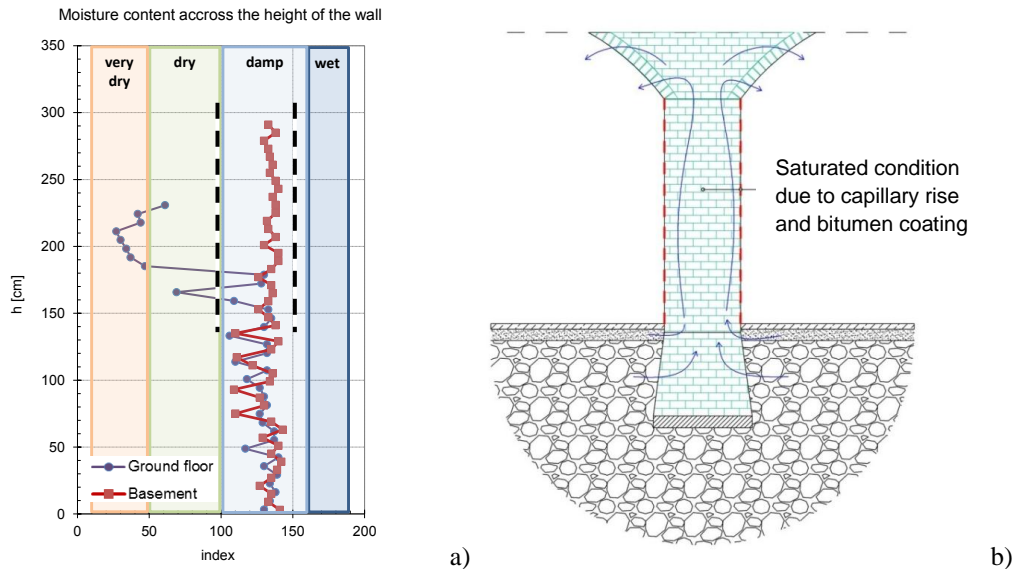 Moisture content accross the height of the wall
350
300
250
200
150
100
50
0
h [cm]
very
dry
dry
damp
wet
Ground floor
Basement
0
50
100
150
200
index
a)
Saturated condition
due to capillary rise
and bitumen coating
b)